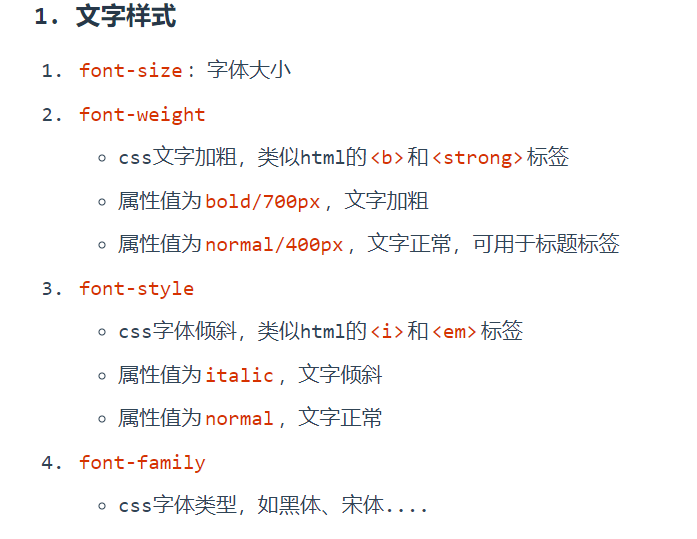 1. 文字样式
1. font-size：字体大小
2. font-weight
◦ css文字加粗，类似html的<b>和<strong>标签
◦ 属性值为bold/700px，文字加粗
◦ 属性值为normal/400px，文字正常，可用于标题标签
3. font-style
◦ css字体倾斜，类似html的<i>和<em>标签
◦ 属性值为italic，文字倾斜
◦ 属性值为normal，文字正常
4. font-family
◦ css字体类型，如黑体、宋体....